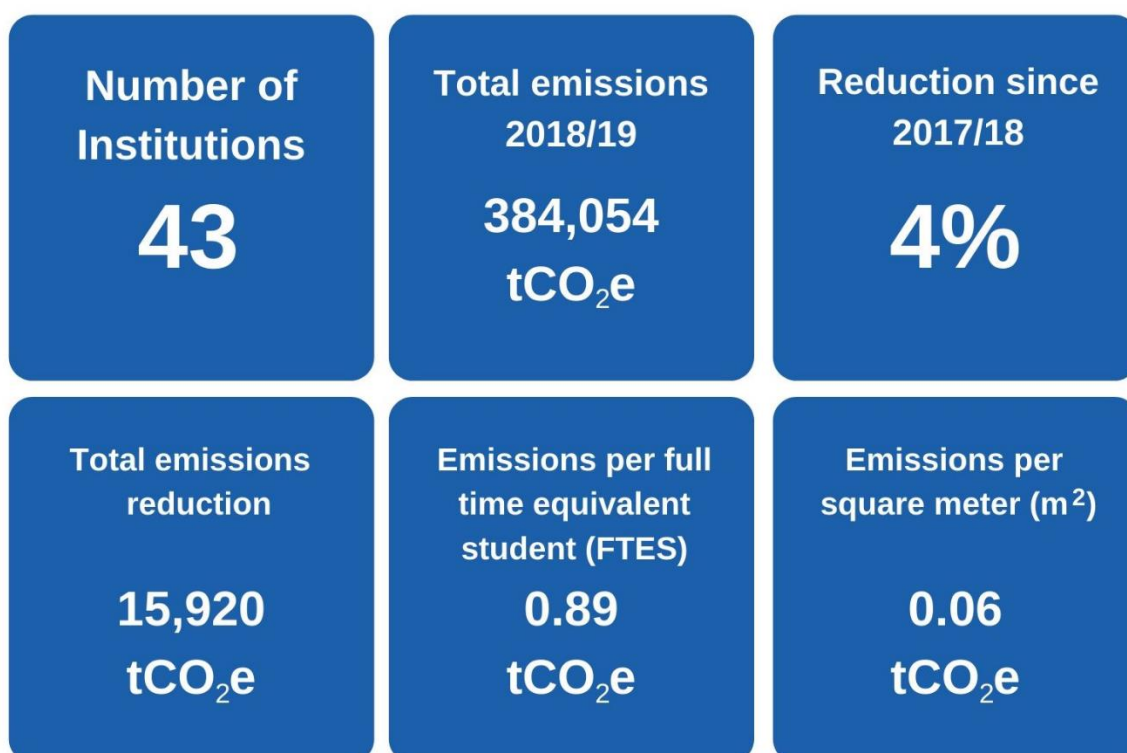 Number of
Institutions
43
Total emissions
2018/19
384,054
tCO₂e
Reduction since
2017/18
4%
Total emissions
reduction
15,920
tCO₂e
Emissions per full
time equivalent
student (FTES)
0.89
tCO₂e
Emissions per
square meter (m²)
0.06
tCO₂e